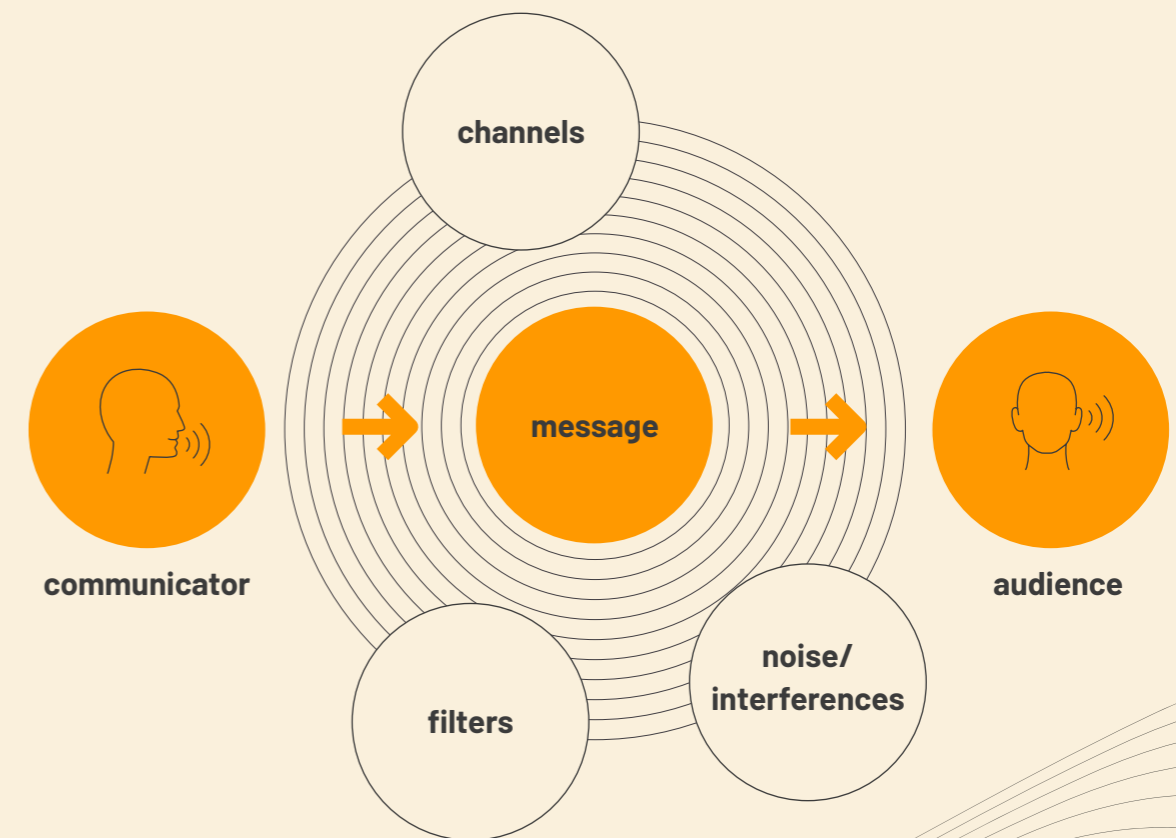 channels
message
communicator
audience
noise/
interferences
filters